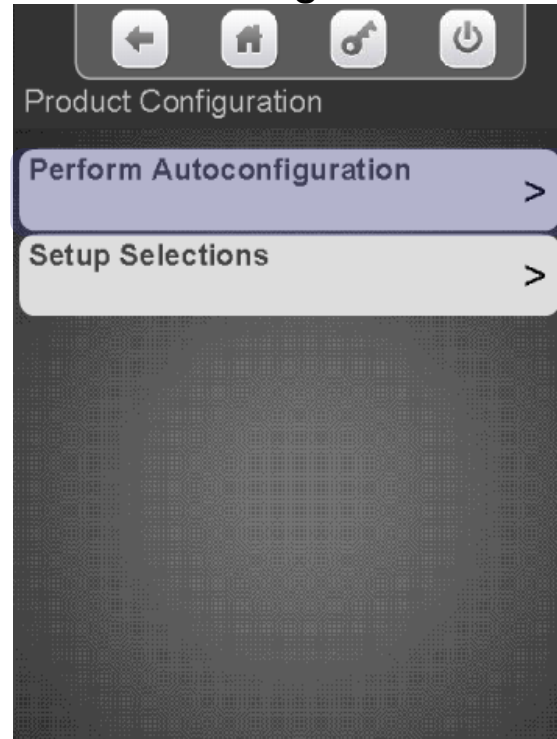 Product Configuration
Perform Autoconfiguration
>
Setup Selections
>